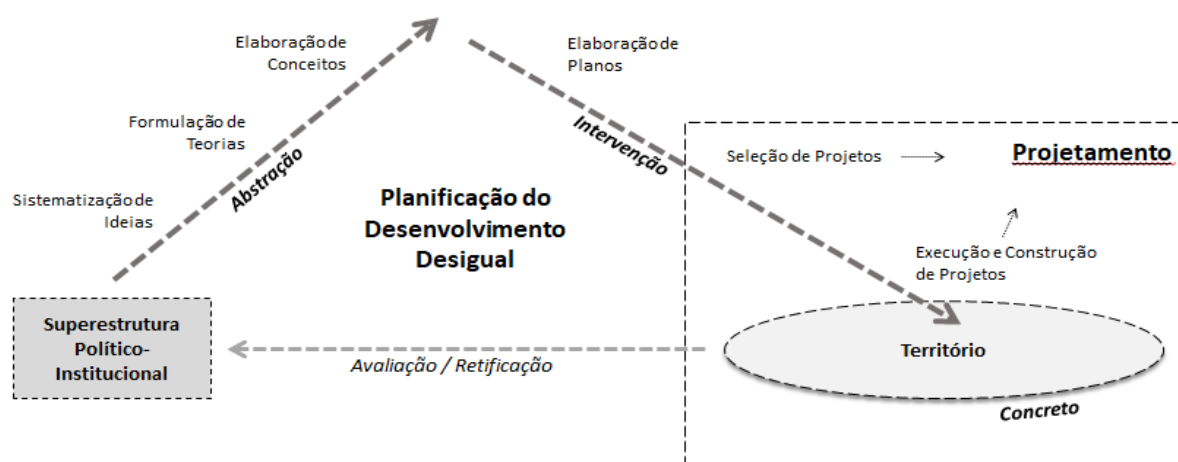 Elaboração de
Conceitos
Formulação de
Teorias
Sistematização de
Ideias
Abstração
Superestrutura
Político-
Institucional
Planificação do
Desenvolvimento
Desigual
Elaboração de
Planos
Intervenção
Seleção de Projetos
Projetamento
Execução e Construção
de Projetos
Território
Concreto
Avaliação / Retificação